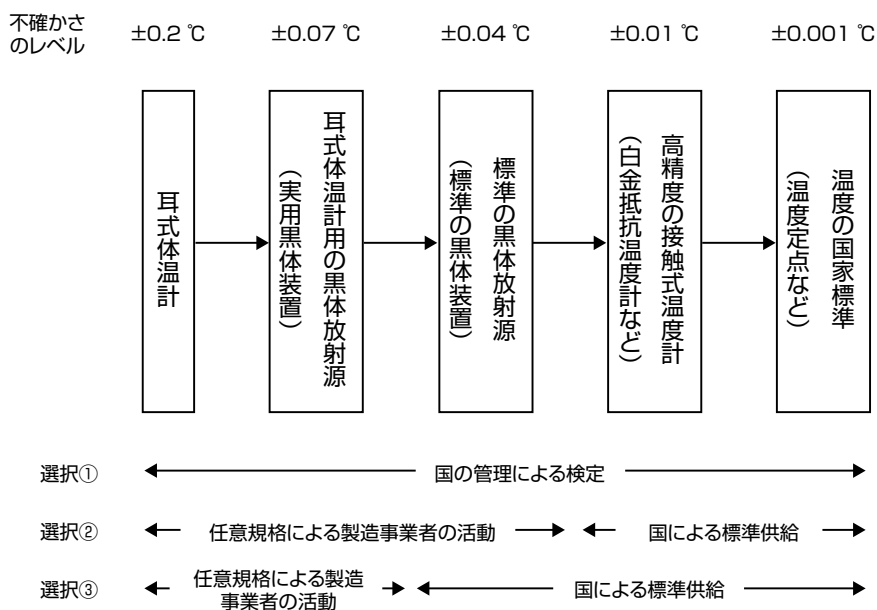 不確かさ
のレベル
±0.2 ℃
±0.07 ℃
±0.04 ℃
±0.01 ℃
±0.001 ℃
耳式体温計
耳式体温計用の黒体放射源
（実用黒体装置）
標準の黒体放射源
（標準の黒体装置）
高精度の接触式温度計
（白金抵抗温度計など）
温度の国家標準
（温度定点など）
選択①
国の管理による検定
選択②
任意規格による製造事業者の活動
国による標準供給
選択③
任意規格による製造
事業者の活動
国による標準供給